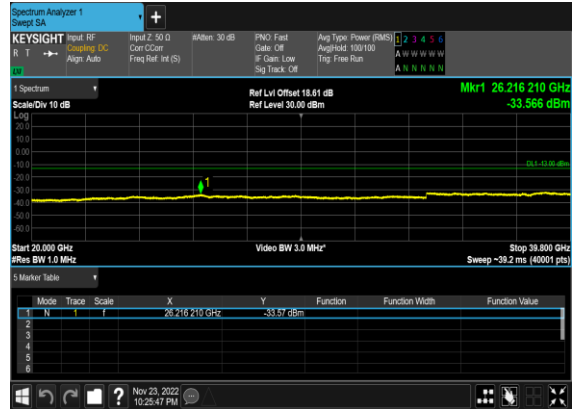 Spectrum Analyzer 1
Swept SA
+
KEYSIGHT Input: RF Input Z: 50 Ω #Atten: 30 dB PNO: Fast Avg Type: Power (RMS) 1 2 3 4 5 6
R T Coupling: DC Corr CCorr Gate: Off Avg|Hold: 100/100 A W W W W W
Align: Auto Freq Ref: Int (S) IF Gain: Low Trig: Free Run
Sig Track: Off A N N N N N
1 Spectrum Ref Lvl Offset 18.61 dB Mkr1 26.216 210 GHz
Scale/Div 10 dB Ref Level 30.00 dBm -33.566 dBm
Log
20.0
10.0
0.00
-10.0 DL1 -13.00 dBm
-20.0
1
-30.0
-40.0
-50.0
-60.0
Start 20.000 GHz Video BW 3.0 MHz* Stop 39.800 GHz
#Res BW 1.0 MHz Sweep ~39.2 ms (40001 pts)
5 Marker Table
Mode Trace Scale X Y Function Function Width Function Value
1 N 1 f 26.216 210 GHz -33.57 dBm
2
3
4
5
6
? Nov 23, 2022
10:25:47 PM